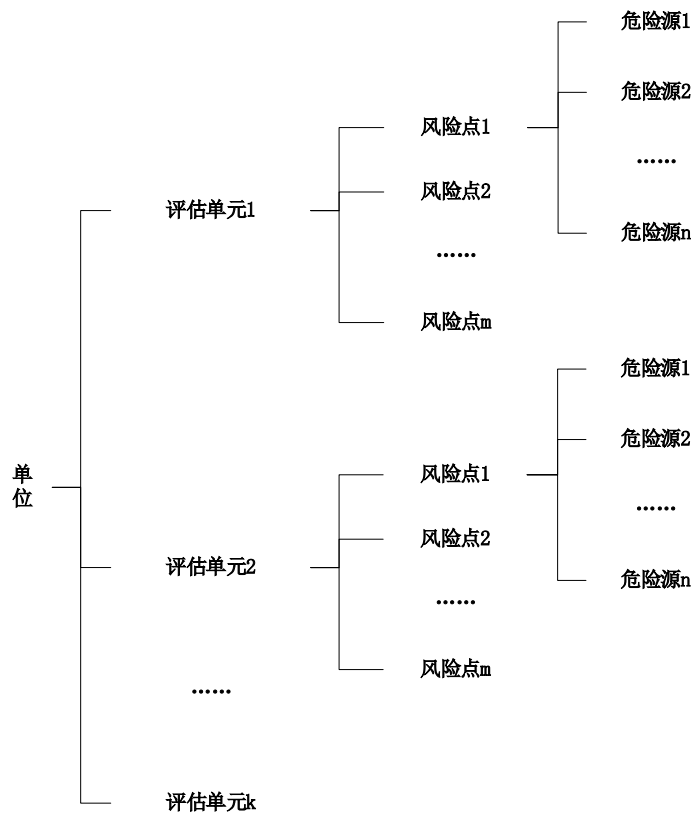 单位
评估单元1
风险点1
危险源1
危险源2
……
危险源n
风险点2
……
风险点m
评估单元2
风险点1
危险源1
危险源2
……
危险源n
风险点2
……
风险点m
……
评估单元k